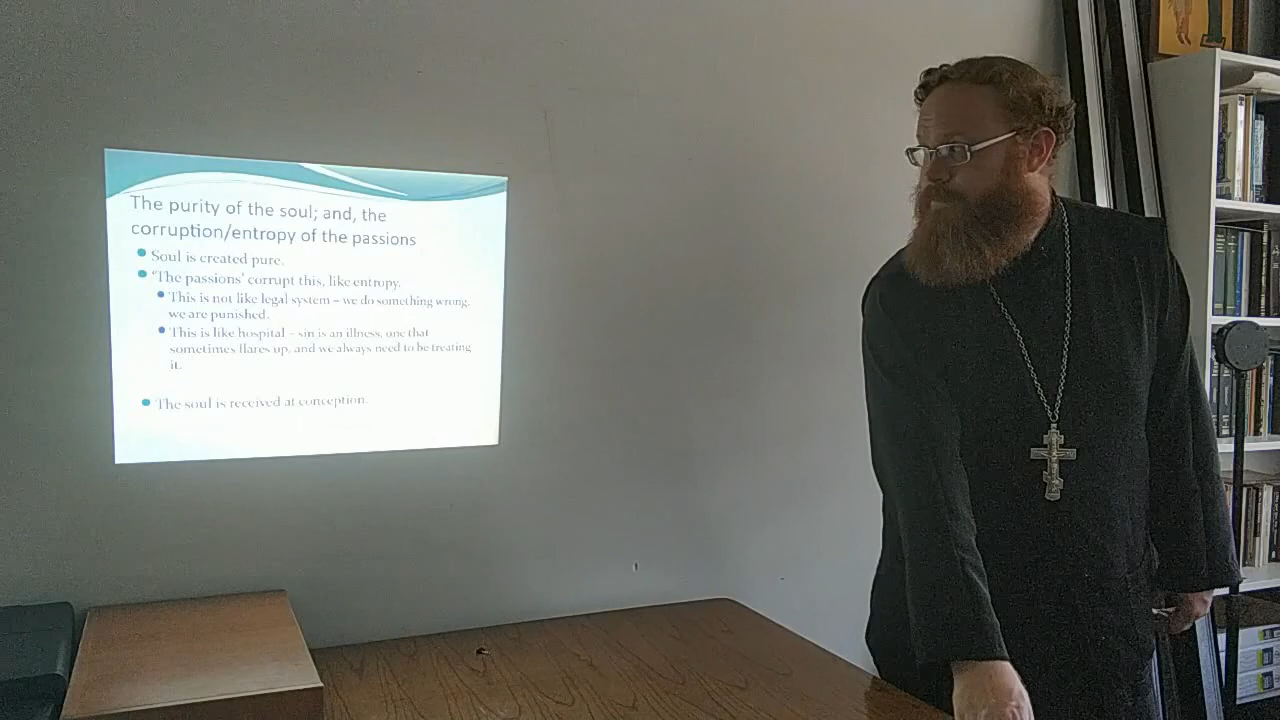 The purity of the soul; and, the
corruption/entropy of the passions
Soul is created pure.
'The passions' corrupt this, like entropy.
This is not like legal system – we do something wrong,
we are punished.
This is like hospital – sin is an illness, one that
sometimes flares up, and we always need to be treating
it.
The soul is received at conception.